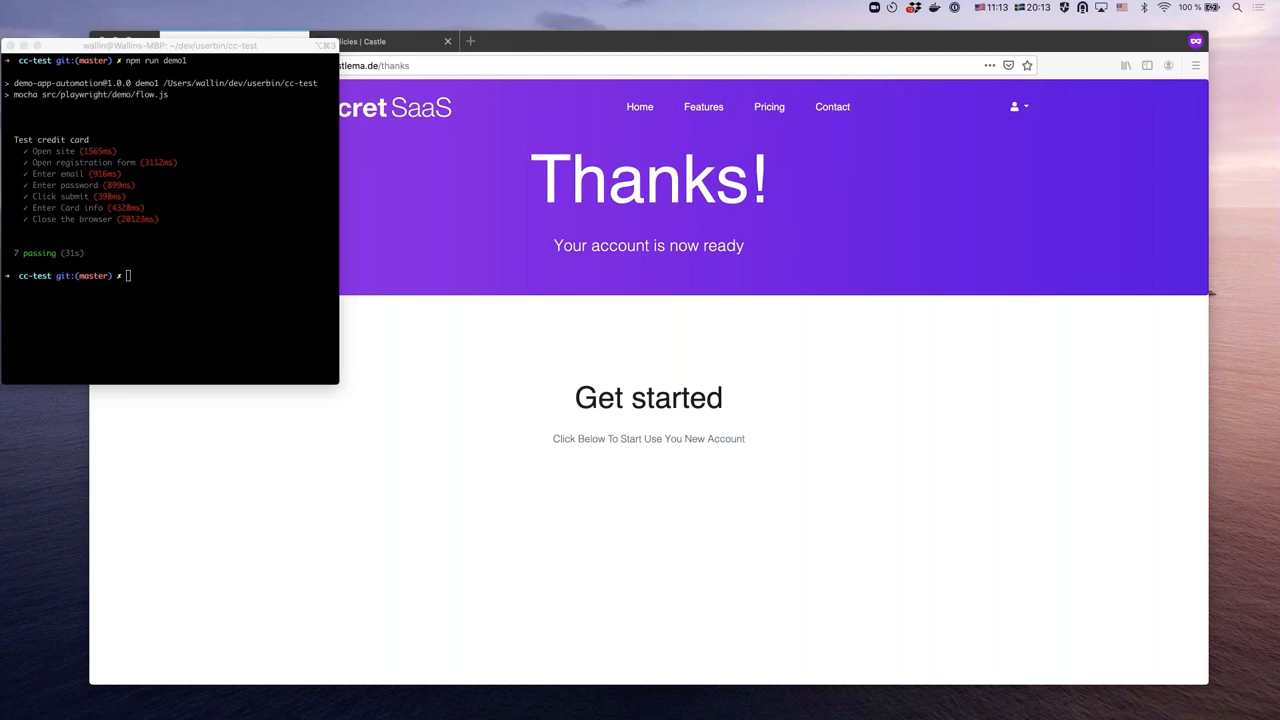 11:13 20:13 100 %
wallin@Wallins-MBP: ~/dev/userbin/cc-test ⌥⌘3
licies | Castle
➜ cc-test git:(master) ✗ npm run demo1
stlema.de/thanks
> demo-app-automation@1.0.0 demo1 /Users/wallin/dev/userbin/cc-test
> mocha src/playwright/demo/flow.js
Test credit card
✓ Open site (1565ms)
✓ Open registration form (3112ms)
✓ Enter email (916ms)
✓ Enter password (899ms)
✓ Click submit (398ms)
✓ Enter Card info (4328ms)
✓ Close the browser (20123ms)
7 passing (31s)
➜ cc-test git:(master) ✗
cret SaaS
Home Features Pricing Contact
Thanks!
Your account is now ready
Get started
Click Below To Start Use You New Account